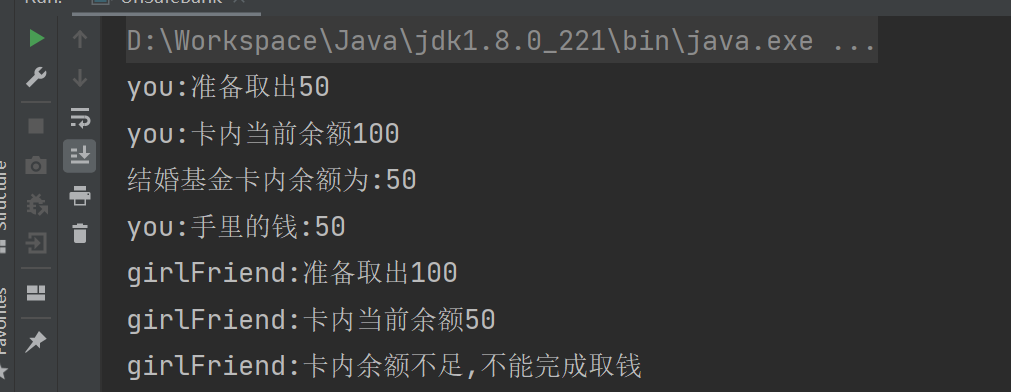 Run:
UnsafeBank
D:\Workspace\Java\jdk1.8.0_221\bin\java.exe ...
you:准备取出50
you:卡内当前余额100
结婚基金卡内余额为:50
you:手里的钱:50
girlFriend:准备取出100
girlFriend:卡内当前余额50
girlFriend:卡内余额不足,不能完成取钱
Structure
Favorites